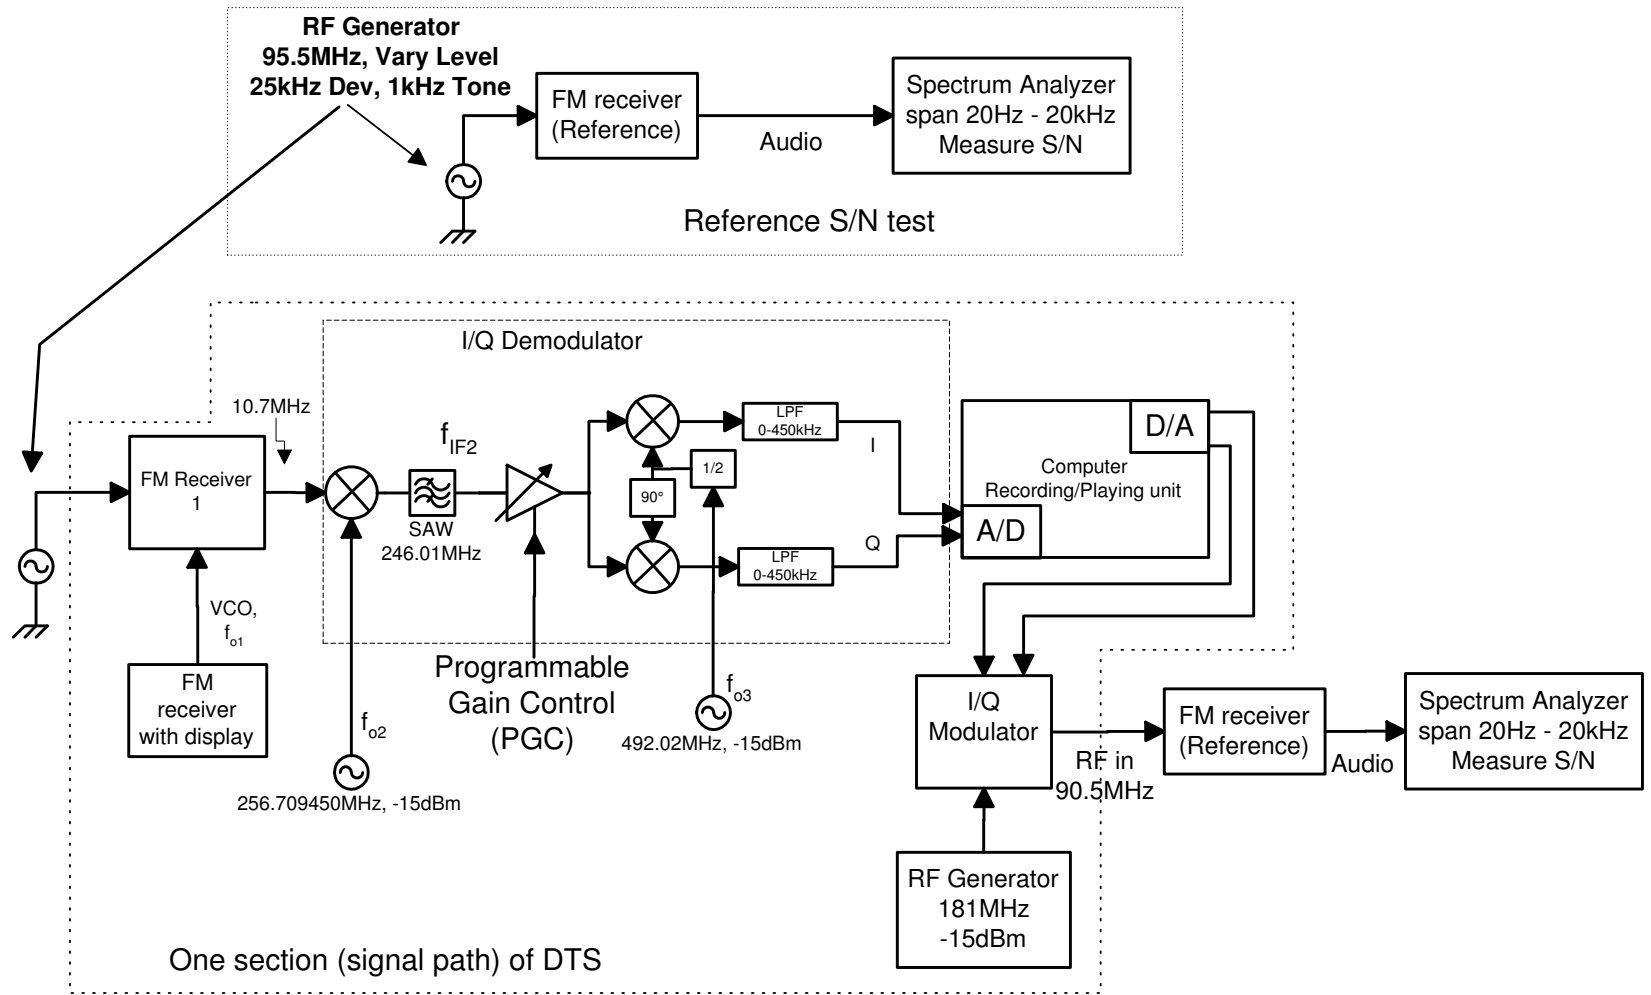 RF Generator
95.5MHz, Vary Level
25kHz Dev, 1kHz Tone
FM receiver
(Reference)
Audio
Spectrum Analyzer
span 20Hz - 20kHz
Measure S/N
Reference S/N test
I/Q Demodulator
10.7MHz
FM Receiver
1
VCO,
fo1
FM
receiver
with display
fIF2
SAW
246.01MHz
fo2
256.709450MHz, -15dBm
Programmable
Gain Control
(PGC)
90°
1/2
LPF
0-450kHz
I
LPF
0-450kHz
Q
fo3
492.02MHz, -15dBm
D/A
Computer
Recording/Playing unit
A/D
I/Q
Modulator
RF in
90.5MHz
RF Generator
181MHz
-15dBm
FM receiver
(Reference)
Audio
Spectrum Analyzer
span 20Hz - 20kHz
Measure S/N
One section (signal path) of DTS